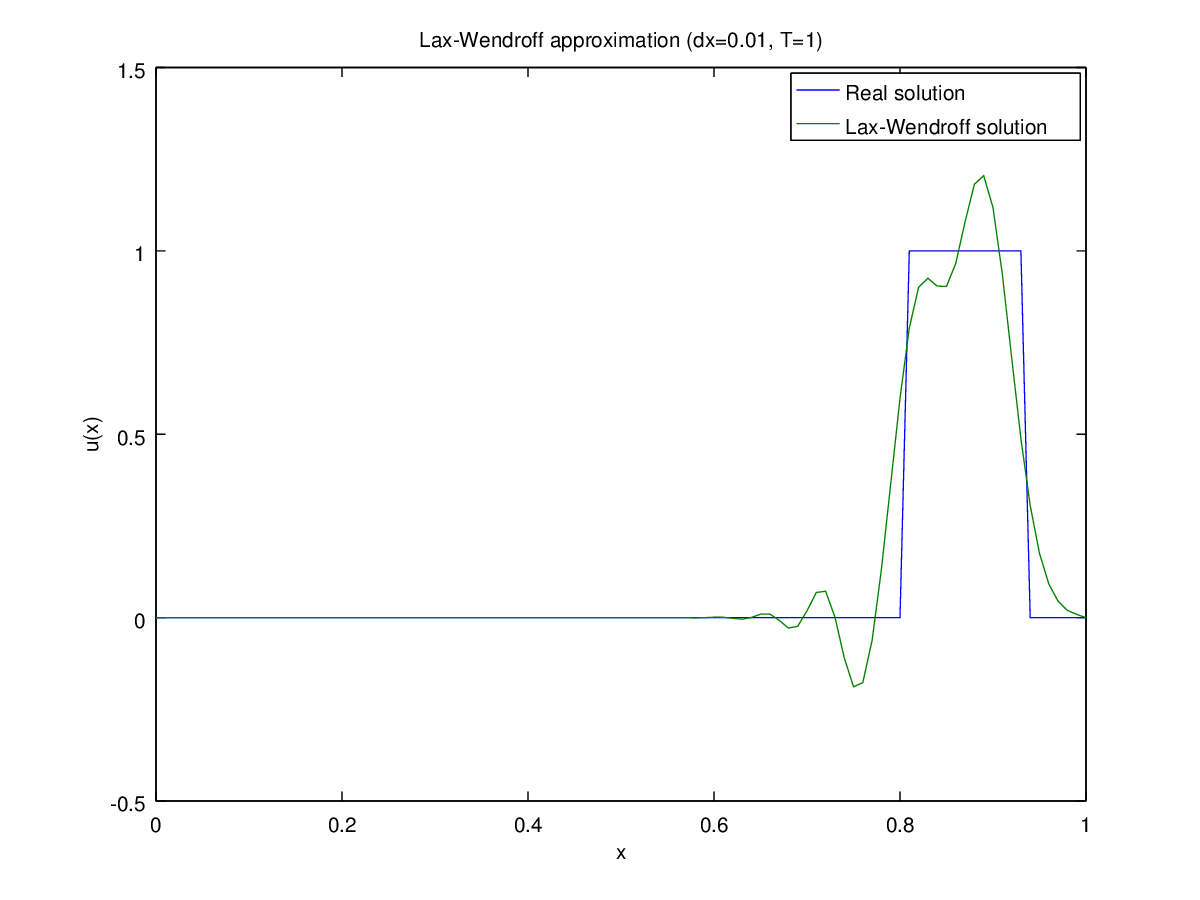 Lax-Wendroff approximation (dx=0.01, T=1)
1.5
Real solution
Lax-Wendroff solution
1
0.5
u(x)
0
-0.5
0 0.2 0.4 0.6 0.8 1
x